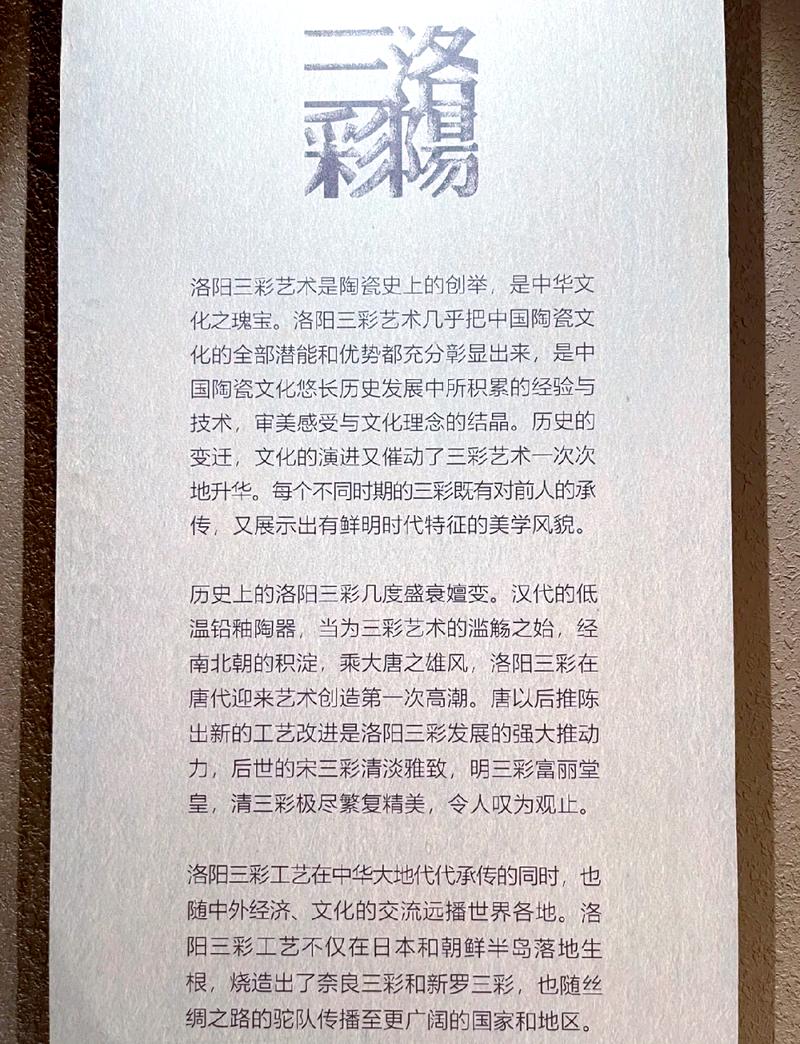 洛陽
三彩
洛阳三彩艺术是陶瓷史上的创举，是中华文
化之瑰宝。洛阳三彩艺术几乎把中国陶瓷文
化的全部潜能和优势都充分彰显出来，是中
国陶瓷文化悠长历史发展中所积累的经验与
技术，审美感受与文化理念的结晶。历史的
变迁，文化的演进又催动了三彩艺术一次次
地升华。每个不同时期的三彩既有对前人的承
传，又展示出有鲜明时代特征的美学风貌。
历史上的洛阳三彩几度盛衰嬗变。汉代的低
温铅釉陶器，当为三彩艺术的滥觞之始，经
南北朝的积淀，乘大唐之雄风，洛阳三彩在
唐代迎来艺术创造第一次高潮。唐以后推陈
出新的工艺改进是洛阳三彩发展的强大推动
力，后世的宋三彩清淡雅致，明三彩富丽堂
皇，清三彩极尽繁复精美，令人叹为观止。
洛阳三彩工艺在中华大地代代承传的同时，也
随中外经济、文化的交流远播世界各地。洛
阳三彩工艺不仅在日本和朝鲜半岛落地生
根，烧造出了奈良三彩和新罗三彩，也随丝
绸之路的驼队传播至更广阔的国家和地区。